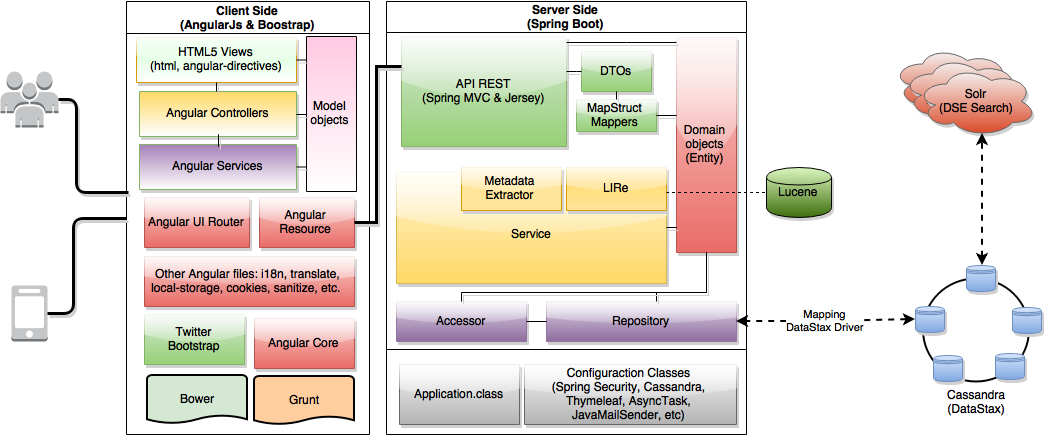 Client Side
(AngularJs & Boostrap)
HTML5 Views
(html, angular-directives)
Angular Controllers
Angular Services
Model
objects
Angular UI Router
Angular
Resource
Other Angular files: i18n, translate,
local-storage, cookies, sanitize, etc.
Twitter
Bootstrap
Angular Core
Bower
Grunt
Server Side
(Spring Boot)
API REST
(Spring MVC & Jersey)
DTOs
MapStruct
Mappers
Domain
objects
(Entity)
Metadata
Extractor
LIRe
Service
Accessor
Repository
Application.class
Configuraction Classes
(Spring Security, Cassandra,
Thymeleaf, AsyncTask,
JavaMailSender, etc)
Lucene
Mapping
DataStax Driver
Solr
(DSE Search)
Cassandra
(DataStax)